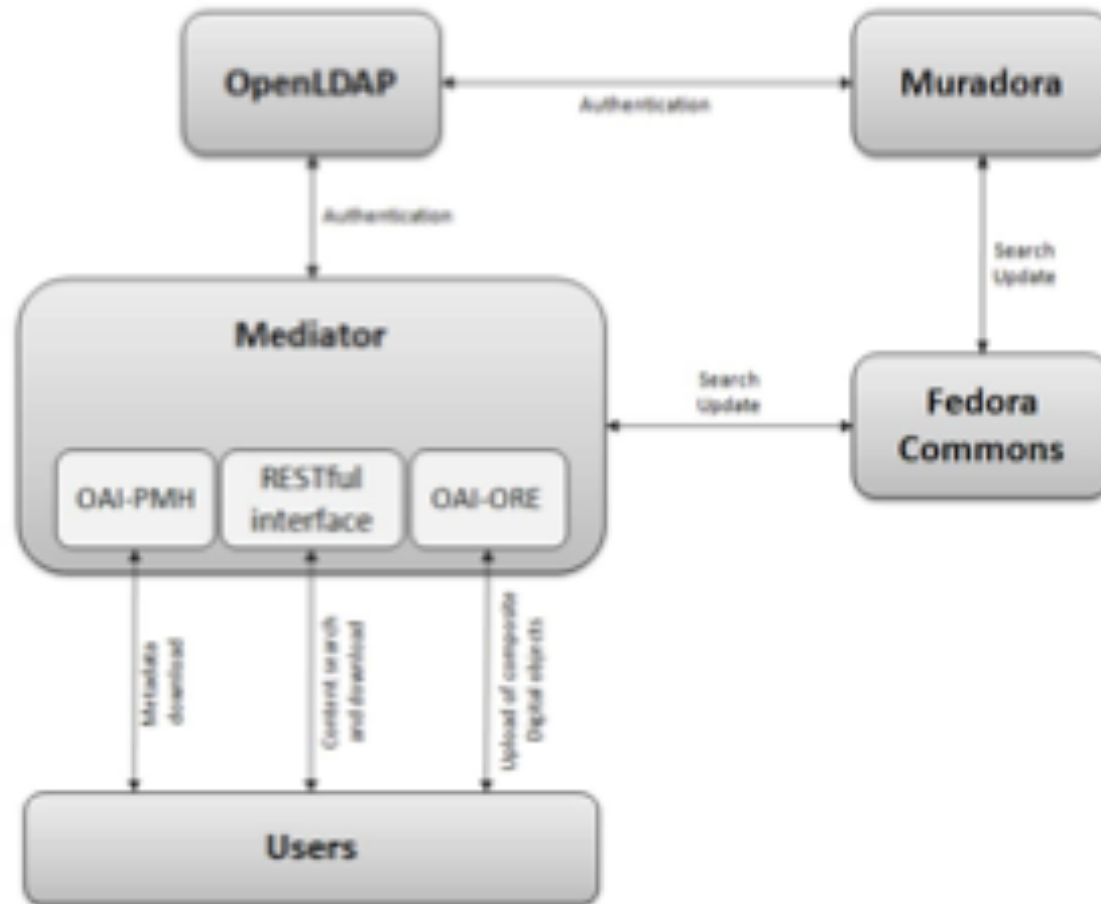 OpenLDAP
Muradora
Authentication
Authentication
Search
Update
Mediator
Search
Update
Fedora
Commons
OAI-PMH
RESTful
interface
OAI-ORE
Metadata
download
Content search
and download
Upload of composite
Digital objects
Users